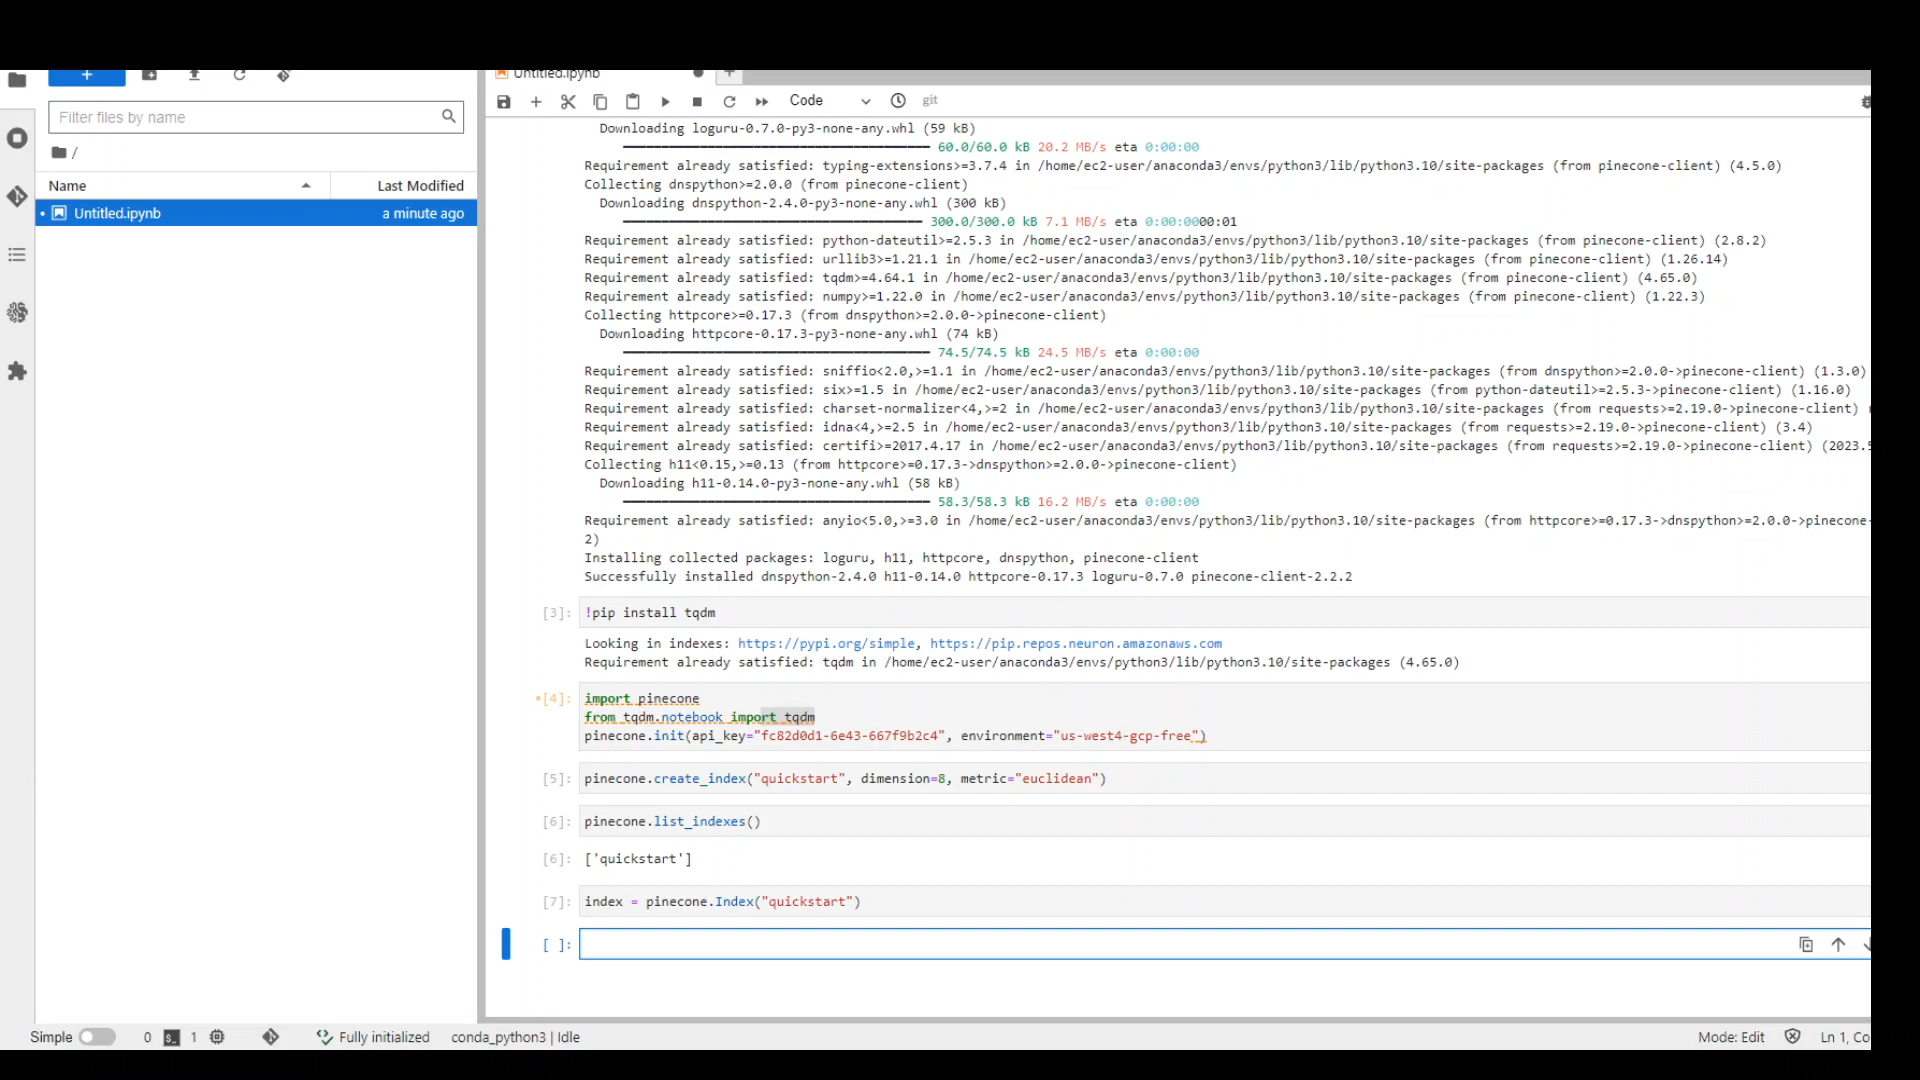 +
Untitled.ipynb
+
Filter files by name
/
Name
Last Modified
Untitled.ipynb
a minute ago
Code
git
Downloading loguru-0.7.0-py3-none-any.whl (59 kB)
60.0/60.0 kB 20.2 MB/s eta 0:00:00
Requirement already satisfied: typing-extensions>=3.7.4 in /home/ec2-user/anaconda3/envs/python3/lib/python3.10/site-packages (from pinecone-client) (4.5.0)
Collecting dnspython>=2.0.0 (from pinecone-client)
Downloading dnspython-2.4.0-py3-none-any.whl (300 kB)
300.0/300.0 kB 7.1 MB/s eta 0:00:0000:01
Requirement already satisfied: python-dateutil>=2.5.3 in /home/ec2-user/anaconda3/envs/python3/lib/python3.10/site-packages (from pinecone-client) (2.8.2)
Requirement already satisfied: urllib3>=1.21.1 in /home/ec2-user/anaconda3/envs/python3/lib/python3.10/site-packages (from pinecone-client) (1.26.14)
Requirement already satisfied: tqdm>=4.64.1 in /home/ec2-user/anaconda3/envs/python3/lib/python3.10/site-packages (from pinecone-client) (4.65.0)
Requirement already satisfied: numpy>=1.22.0 in /home/ec2-user/anaconda3/envs/python3/lib/python3.10/site-packages (from pinecone-client) (1.22.3)
Collecting httpcore>=0.17.3 (from dnspython>=2.0.0->pinecone-client)
Downloading httpcore-0.17.3-py3-none-any.whl (74 kB)
74.5/74.5 kB 24.5 MB/s eta 0:00:00
Requirement already satisfied: sniffio<2.0,>=1.1 in /home/ec2-user/anaconda3/envs/python3/lib/python3.10/site-packages (from dnspython>=2.0.0->pinecone-client) (1.3.0)
Requirement already satisfied: six>=1.5 in /home/ec2-user/anaconda3/envs/python3/lib/python3.10/site-packages (from python-dateutil>=2.5.3->pinecone-client) (1.16.0)
Requirement already satisfied: charset-normalizer<4,>=2 in /home/ec2-user/anaconda3/envs/python3/lib/python3.10/site-packages (from requests>=2.19.0->pinecone-client)
Requirement already satisfied: idna<4,>=2.5 in /home/ec2-user/anaconda3/envs/python3/lib/python3.10/site-packages (from requests>=2.19.0->pinecone-client) (3.4)
Requirement already satisfied: certifi>=2017.4.17 in /home/ec2-user/anaconda3/envs/python3/lib/python3.10/site-packages (from requests>=2.19.0->pinecone-client) (2023.5
Collecting h11<0.15,>=0.13 (from httpcore>=0.17.3->dnspython>=2.0.0->pinecone-client)
Downloading h11-0.14.0-py3-none-any.whl (58 kB)
58.3/58.3 kB 16.2 MB/s eta 0:00:00
Requirement already satisfied: anyio<5.0,>=3.0 in /home/ec2-user/anaconda3/envs/python3/lib/python3.10/site-packages (from httpcore>=0.17.3->dnspython>=2.0.0->pinecone-
2)
Installing collected packages: loguru, h11, httpcore, dnspython, pinecone-client
Successfully installed dnspython-2.4.0 h11-0.14.0 httpcore-0.17.3 loguru-0.7.0 pinecone-client-2.2.2
[3]: !pip install tqdm
Looking in indexes: https://pypi.org/simple, https://pip.repos.neuron.amazonaws.com
Requirement already satisfied: tqdm in /home/ec2-user/anaconda3/envs/python3/lib/python3.10/site-packages (4.65.0)
•[4]: import pinecone
from tqdm.notebook import tqdm
pinecone.init(api_key="fc82d0d1-6e43-667f9b2c4", environment="us-west4-gcp-free")
[5]: pinecone.create_index("quickstart", dimension=8, metric="euclidean")
[6]: pinecone.list_indexes()
[6]: ['quickstart']
[7]: index = pinecone.Index("quickstart")
[ ]:
Simple 0 1 Fully initialized conda_python3 | Idle Mode: Edit Ln 1, Co